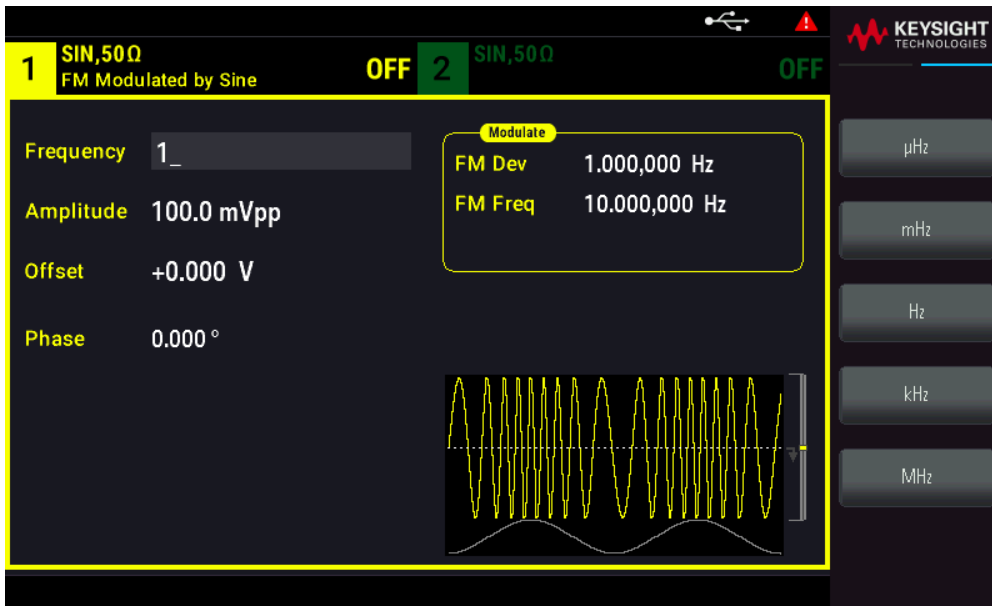 KEYSIGHT
TECHNOLOGIES
1 SIN,50Ω OFF
FM Modulated by Sine
2 SIN,50Ω OFF
Frequency 1_
Amplitude 100.0 mVpp
Offset +0.000 V
Phase 0.000 °
Modulate
FM Dev 1.000,000 Hz
FM Freq 10.000,000 Hz
µHz
mHz
Hz
kHz
MHz